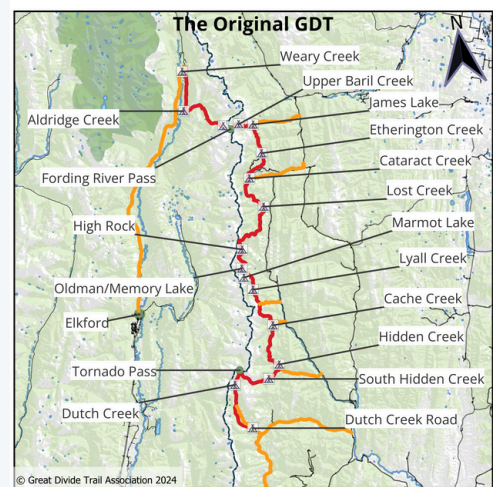 The Original GDT
N
Weary Creek
Upper Baril Creek
James Lake
Aldridge Creek
Etherington Creek
Cataract Creek
Fording River Pass
Lost Creek
High Rock
Marmot Lake
Lyall Creek
Oldman/Memory Lake
Cache Creek
Elkford
Hidden Creek
Tornado Pass
South Hidden Creek
Dutch Creek
Dutch Creek Road
© Great Divide Trail Association 2024